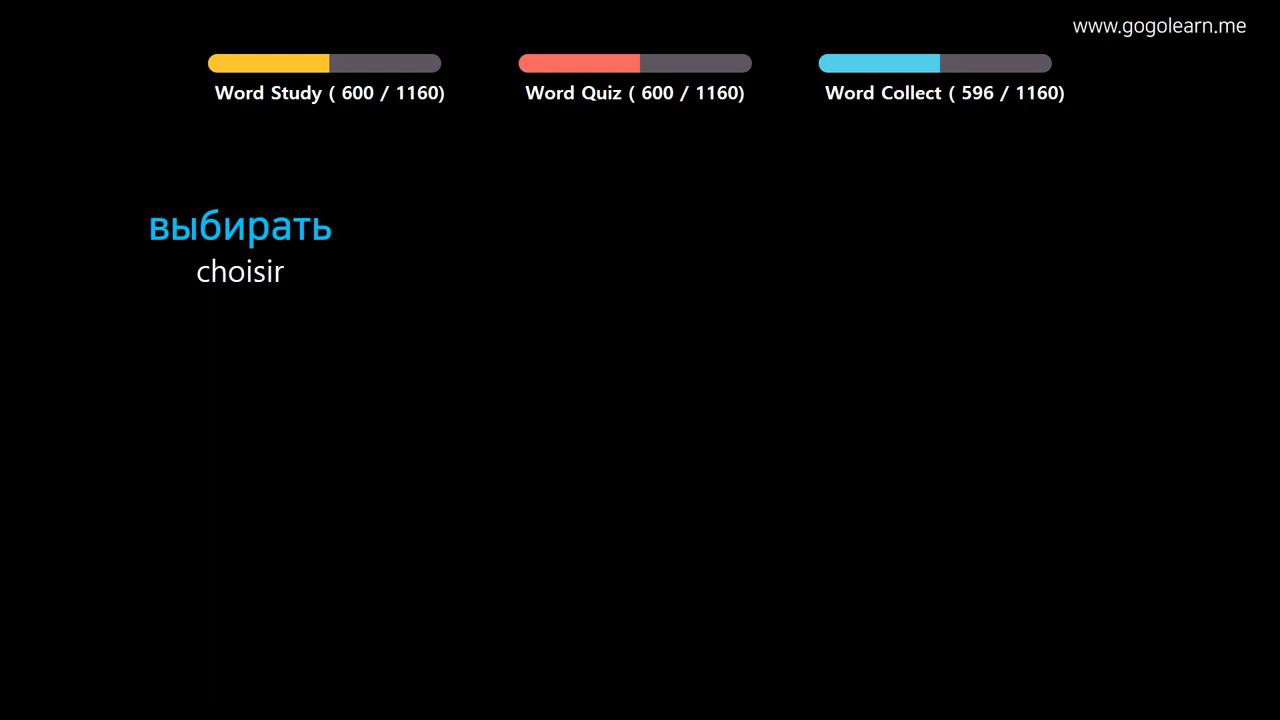 www.gogolearn.me
Word Study ( 600 / 1160)
Word Quiz ( 600 / 1160)
Word Collect ( 596 / 1160)
выбирать
choisir